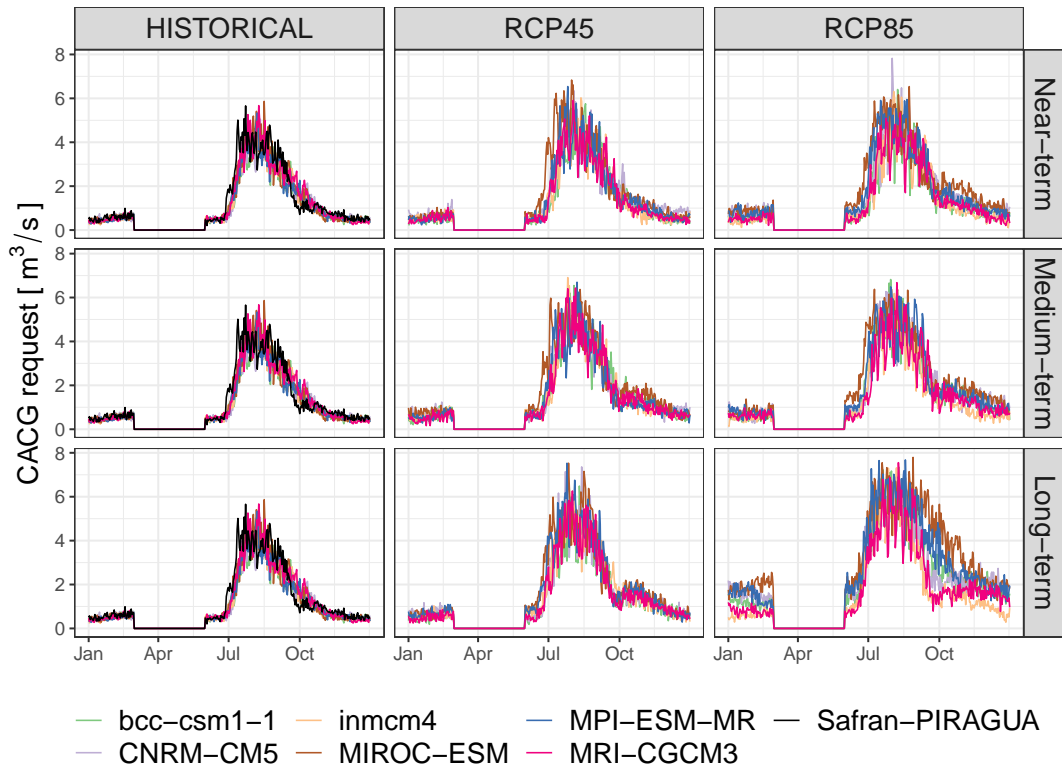 HISTORICAL RCP45 RCP85
CACG request [ m³/s ]
8
6
4
2
0
Near−term
8
6
4
2
0
Medium−term
8
6
4
2
0
Long−term
Jan Apr Jul Oct Jan Apr Jul Oct Jan Apr Jul Oct
bcc−csm1−1 inmcm4 MPI−ESM−MR Safran−PIRAGUA
CNRM−CM5 MIROC−ESM MRI−CGCM3